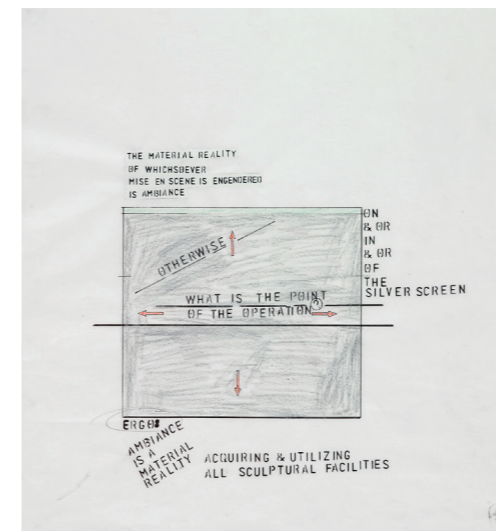 THE MATERIAL REALITY
OF WHICHSOEVER
MISE EN SCENE IS ENGENDERED
IS AMBIANCE
ON
& OR
IN
& OR
OF
THE
SILVER SCREEN
OTHERWISE
WHAT IS THE POINT
OF THE OPERATION
?
ERGO:
AMBIANCE
IS A
MATERIAL
REALITY
ACQUIRING & UTILIZING
ALL SCULPTURAL FACILITIES